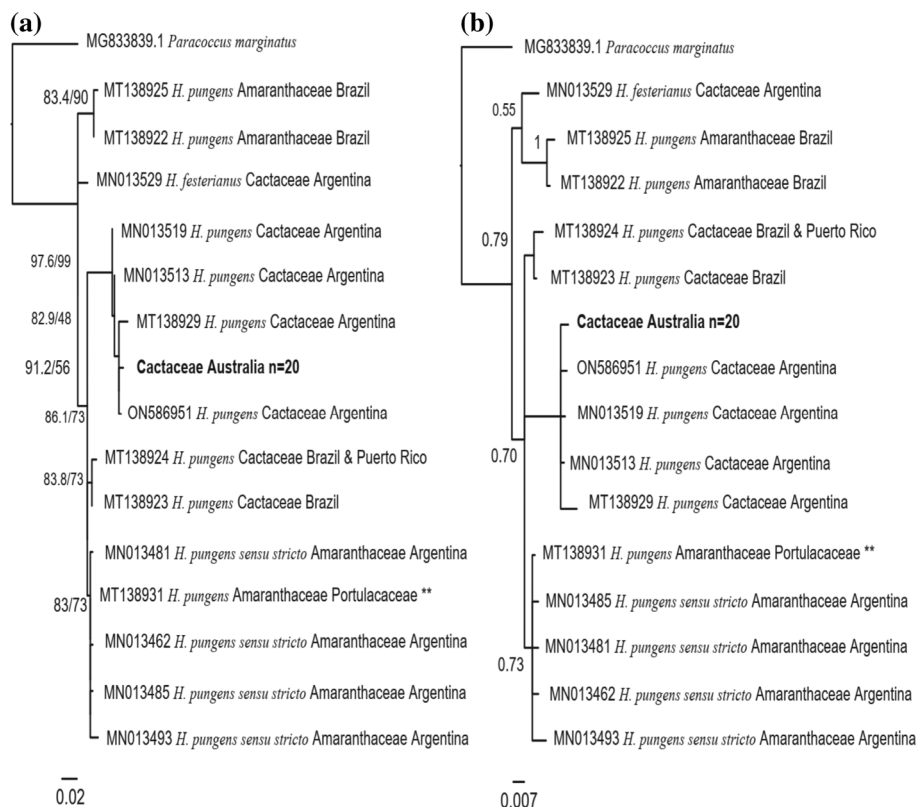 (a)
MG833839.1 Paracoccus marginatus
83.4/90
MT138925 H. pungens Amaranthaceae Brazil
MT138922 H. pungens Amaranthaceae Brazil
MN013529 H. festerianus Cactaceae Argentina
MN013519 H. pungens Cactaceae Argentina
97.6/99
MN013513 H. pungens Cactaceae Argentina
82.9/48
MT138929 H. pungens Cactaceae Argentina
91.2/56
Cactaceae Australia n=20
86.1/73
ON586951 H. pungens Cactaceae Argentina
MT138924 H. pungens Cactaceae Brazil & Puerto Rico
83.8/73
MT138923 H. pungens Cactaceae Brazil
MN013481 H. pungens sensu stricto Amaranthaceae Argentina
83/73
MT138931 H. pungens Amaranthaceae Portulacaceae **
MN013462 H. pungens sensu stricto Amaranthaceae Argentina
MN013485 H. pungens sensu stricto Amaranthaceae Argentina
MN013493 H. pungens sensu stricto Amaranthaceae Argentina
0.02
(b)
MG833839.1 Paracoccus marginatus
MN013529 H. festerianus Cactaceae Argentina
0.55
1
MT138925 H. pungens Amaranthaceae Brazil
MT138922 H. pungens Amaranthaceae Brazil
0.79
MT138924 H. pungens Cactaceae Brazil & Puerto Rico
MT138923 H. pungens Cactaceae Brazil
Cactaceae Australia n=20
ON586951 H. pungens Cactaceae Argentina
MN013519 H. pungens Cactaceae Argentina
0.70
MN013513 H. pungens Cactaceae Argentina
MT138929 H. pungens Cactaceae Argentina
MT138931 H. pungens Amaranthaceae Portulacaceae **
MN013485 H. pungens sensu stricto Amaranthaceae Argentina
MN013481 H. pungens sensu stricto Amaranthaceae Argentina
0.73
MN013462 H. pungens sensu stricto Amaranthaceae Argentina
MN013493 H. pungens sensu stricto Amaranthaceae Argentina
0.007